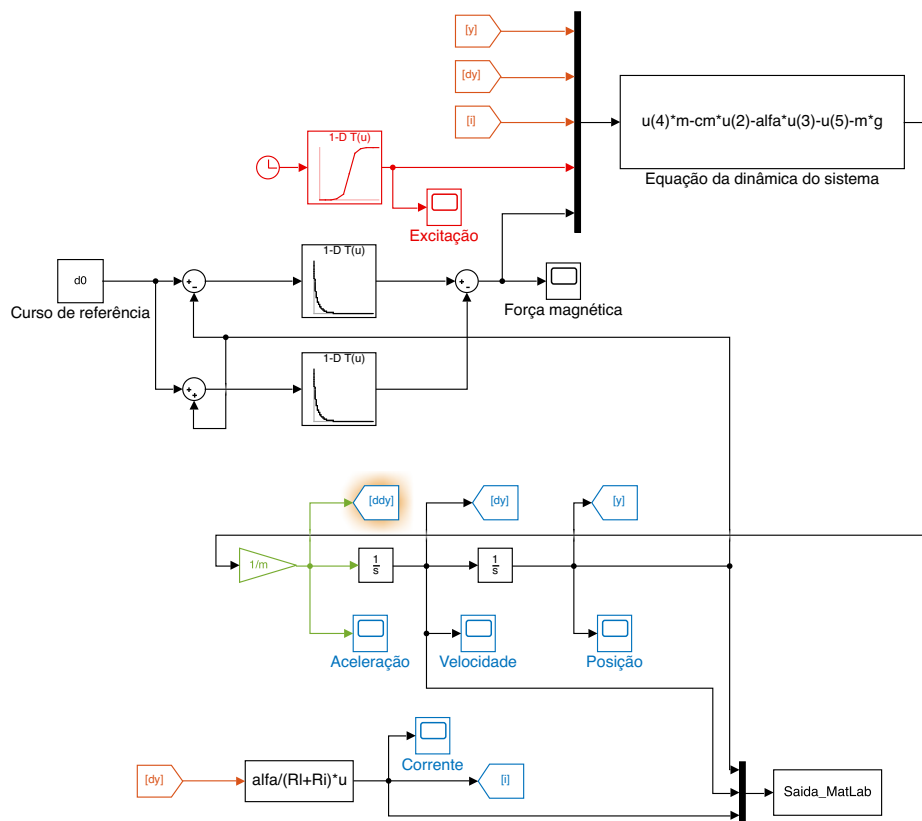 [y]
[dy]
[i]
u(4)*m-cm*u(2)-alfa*u(3)-u(5)-m*g
Equação da dinâmica do sistema
1-D T(u)
Excitação
d0
Curso de referência
+
-
1-D T(u)
+
-
Força magnética
+
+
1-D T(u)
[ddy]
[dy]
[y]
1/m
1
s
1
s
Aceleração
Velocidade
Posição
Corrente
[dy]
alfa/(Rl+Ri)*u
[i]
Saida_MatLab